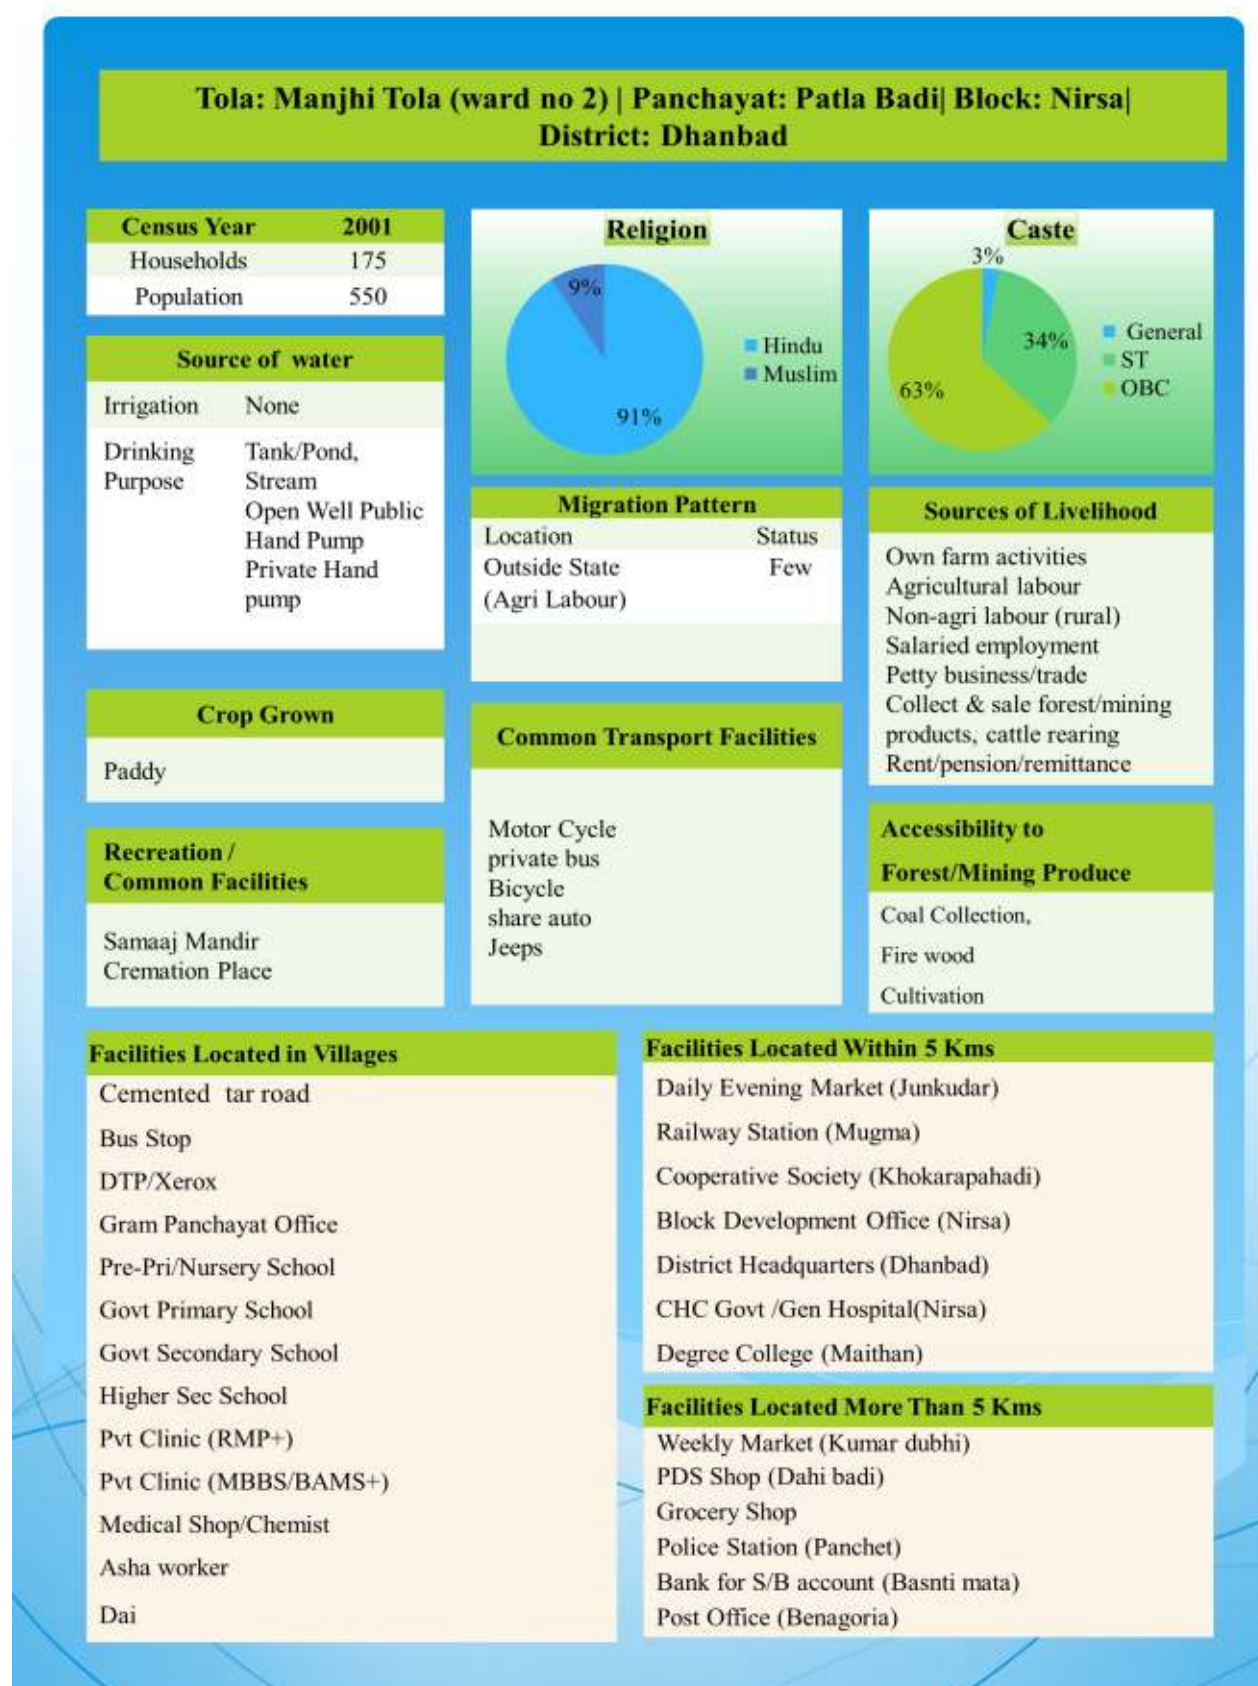 Tola: Manjhi Tola (ward no 2) | Panchayat: Patla Badi| Block: Nirsa|
District: Dhanbad
Census Year 2001
Households 175
Population 550
Source of water
Irrigation None
Drinking Tank/Pond,
Purpose Stream
Open Well Public
Hand Pump
Private Hand
pump
Crop Grown
Paddy
Recreation /
Common Facilities
Samaaj Mandir
Cremation Place
Religion
9%
91%
Hindu
Muslim
Migration Pattern
Location Status
Outside State Few
(Agri Labour)
Common Transport Facilities
Motor Cycle
private bus
Bicycle
share auto
Jeeps
Caste
3%
34%
63%
General
ST
OBC
Sources of Livelihood
Own farm activities
Agricultural labour
Non-agri labour (rural)
Salaried employment
Petty business/trade
Collect & sale forest/mining
products, cattle rearing
Rent/pension/remittance
Accessibility to
Forest/Mining Produce
Coal Collection,
Fire wood
Cultivation
Facilities Located in Villages
Cemented tar road
Bus Stop
DTP/Xerox
Gram Panchayat Office
Pre-Pri/Nursery School
Govt Primary School
Govt Secondary School
Higher Sec School
Pvt Clinic (RMP+)
Pvt Clinic (MBBS/BAMS+)
Medical Shop/Chemist
Asha worker
Dai
Facilities Located Within 5 Kms
Daily Evening Market (Junkudar)
Railway Station (Mugma)
Cooperative Society (Khokarapahadi)
Block Development Office (Nirsa)
District Headquarters (Dhanbad)
CHC Govt /Gen Hospital(Nirsa)
Degree College (Maithan)
Facilities Located More Than 5 Kms
Weekly Market (Kumar dubhi)
PDS Shop (Dahi badi)
Grocery Shop
Police Station (Panchet)
Bank for S/B account (Basnti mata)
Post Office (Benagoria)